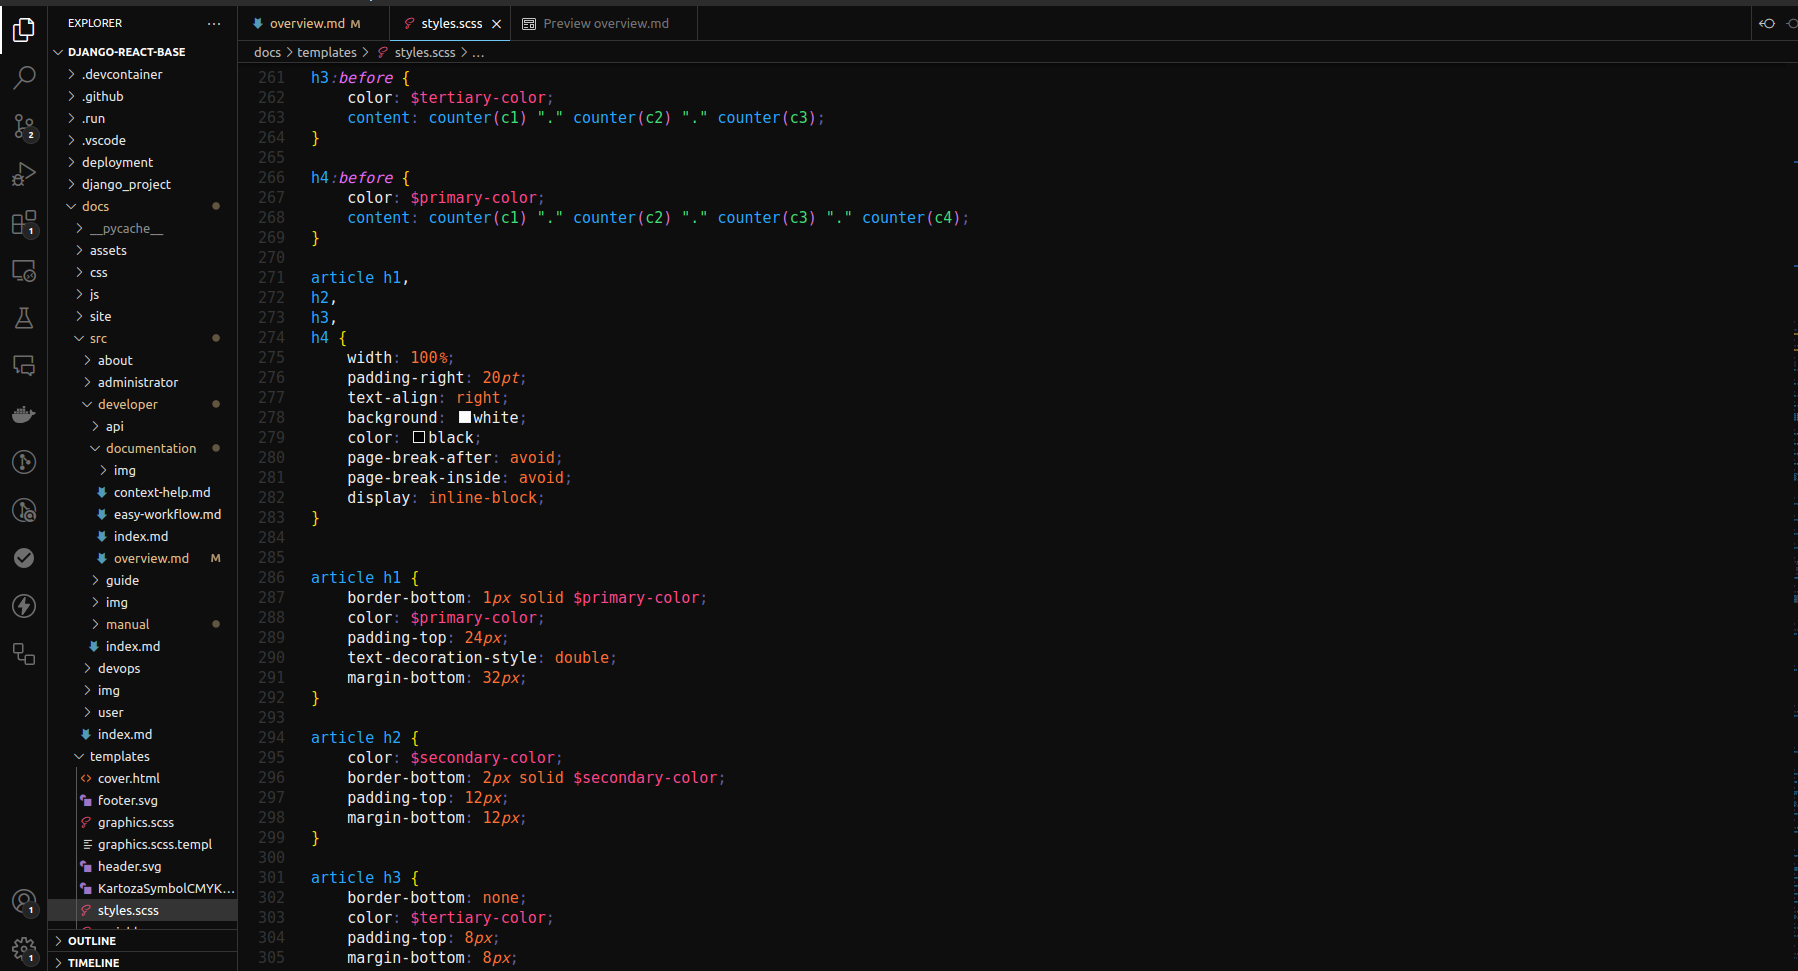 EXPLORER
DJANGO-REACT-BASE
.devcontainer
.github
.run
.vscode
deployment
django_project
docs
__pycache__
assets
css
js
site
src
about
administrator
developer
api
documentation
img
context-help.md
easy-workflow.md
index.md
overview.md M
guide
img
manual
index.md
devops
img
user
index.md
templates
cover.html
footer.svg
graphics.scss
graphics.scss.templ
header.svg
KartozaSymbolCMYK...
styles.scss
OUTLINE
TIMELINE
2
1
1
1
overview.md M
styles.scss
Preview overview.md
docs > templates > styles.scss > ...
261 h3:before {
262 color: $tertiary-color;
263 content: counter(c1) "." counter(c2) "." counter(c3);
264 }
265
266 h4:before {
267 color: $primary-color;
268 content: counter(c1) "." counter(c2) "." counter(c3) "." counter(c4);
269 }
270
271 article h1,
272 h2,
273 h3,
274 h4 {
275 width: 100%;
276 padding-right: 20pt;
277 text-align: right;
278 background: white;
279 color: black;
280 page-break-after: avoid;
281 page-break-inside: avoid;
282 display: inline-block;
283 }
284
285
286 article h1 {
287 border-bottom: 1px solid $primary-color;
288 color: $primary-color;
289 padding-top: 24px;
290 text-decoration-style: double;
291 margin-bottom: 32px;
292 }
293
294 article h2 {
295 color: $secondary-color;
296 border-bottom: 2px solid $secondary-color;
297 padding-top: 12px;
298 margin-bottom: 12px;
299 }
300
301 article h3 {
302 border-bottom: none;
303 color: $tertiary-color;
304 padding-top: 8px;
305 margin-bottom: 8px;